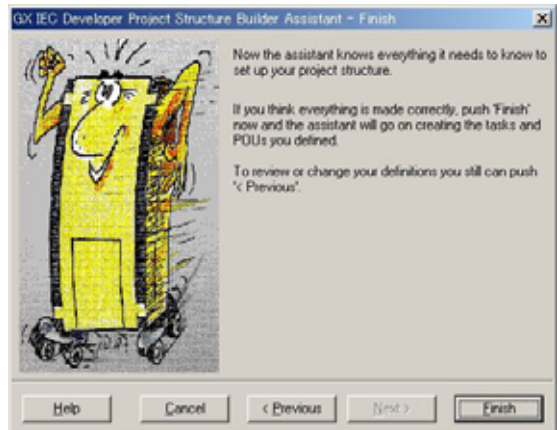 GX IEC Developer Project Structure Builder Assistant - Finish
Now the assistant knows everything it needs to know to
set up your project structure.
If you think everything is made correctly, push 'Finish'
now and the assistant will go on creating the tasks and
POUs you defined.
To review or change your definitions you still can push
'< Previous'.
Help
Cancel
< Previous
Next >
Finish